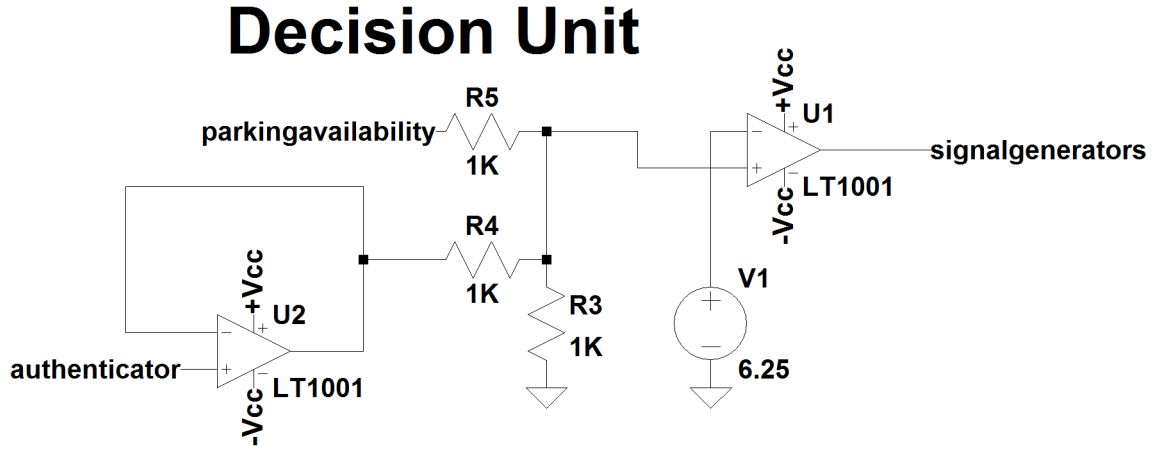 Decision Unit
R5
parkingavailability
1K
+Vcc
U1
signalgenerators
LT1001
-Vcc
R4
1K
+Vcc
U2
authenticator
LT1001
-Vcc
R3
1K
V1
6.25